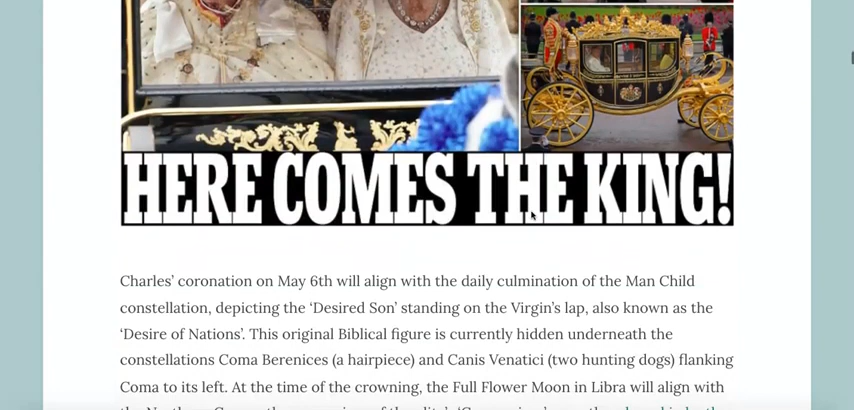 HERE COMES THE KING!
Charles’ coronation on May 6th will align with the daily culmination of the Man Child
constellation, depicting the ‘Desired Son’ standing on the Virgin’s lap, also known as the
‘Desire of Nations’. This original Biblical figure is currently hidden underneath the
constellations Coma Berenices (a hairpiece) and Canis Venatici (two hunting dogs) flanking
Coma to its left. At the time of the crowning, the Full Flower Moon in Libra will align with